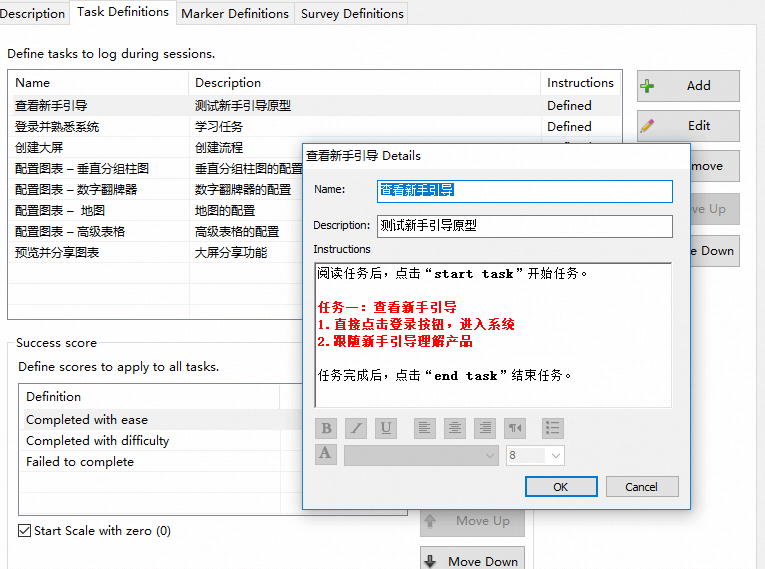 Description Task Definitions Marker Definitions Survey Definitions
Define tasks to log during sessions.
Name Description Instructions
查看新手引导 测试新手引导原型 Defined
登录并熟悉系统 学习任务 Defined
创建大屏 创建流程
配置图表 – 垂直分组柱图 垂直分组柱图的配置
配置图表 – 数字翻牌器 数字翻牌器的配置
配置图表 – 地图 地图的配置
配置图表 – 高级表格 高级表格的配置
预览并分享图表 大屏分享功能
Add
Edit
move
ve Up
e Down
查看新手引导 Details
Name: 查看新手引导
Description: 测试新手引导原型
Instructions
阅读任务后，点击“start task”开始任务。
任务一：查看新手引导
1.直接点击登录按钮，进入系统
2.跟随新手引导理解产品
任务完成后，点击“end task”结束任务。
B I U
A 8
OK Cancel
Success score
Define scores to apply to all tasks.
Definition
Completed with ease
Completed with difficulty
Failed to complete
Start Scale with zero (0)
Move Up
Move Down